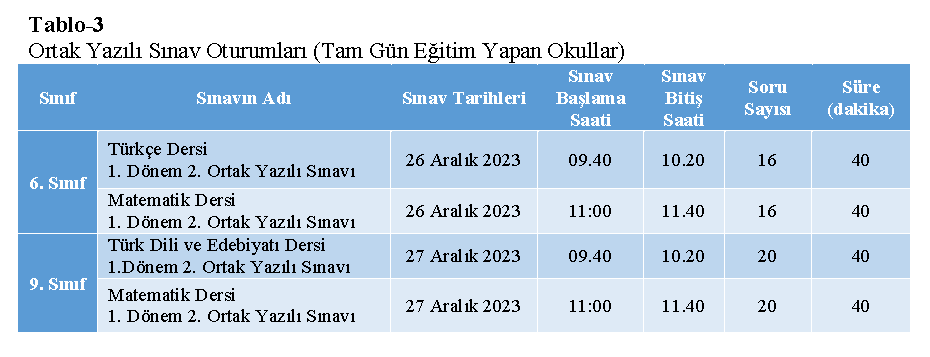 Tablo-3
Ortak Yazılı Sınav Oturumları (Tam Gün Eğitim Yapan Okullar)
Sınıf Sınavın Adı Sınav Tarihleri Sınav Başlama Saati Sınav Bitiş Saati Soru Sayısı Süre (dakika)
6. Sınıf
Türkçe Dersi
1. Dönem 2. Ortak Yazılı Sınavı 26 Aralık 2023 09.40 10.20 16 40
Matematik Dersi
1. Dönem 2. Ortak Yazılı Sınavı 26 Aralık 2023 11:00 11.40 16 40
9. Sınıf
Türk Dili ve Edebiyatı Dersi
1.Dönem 2. Ortak Yazılı Sınavı 27 Aralık 2023 09.40 10.20 20 40
Matematik Dersi
1. Dönem 2. Ortak Yazılı Sınavı 27 Aralık 2023 11:00 11.40 20 40